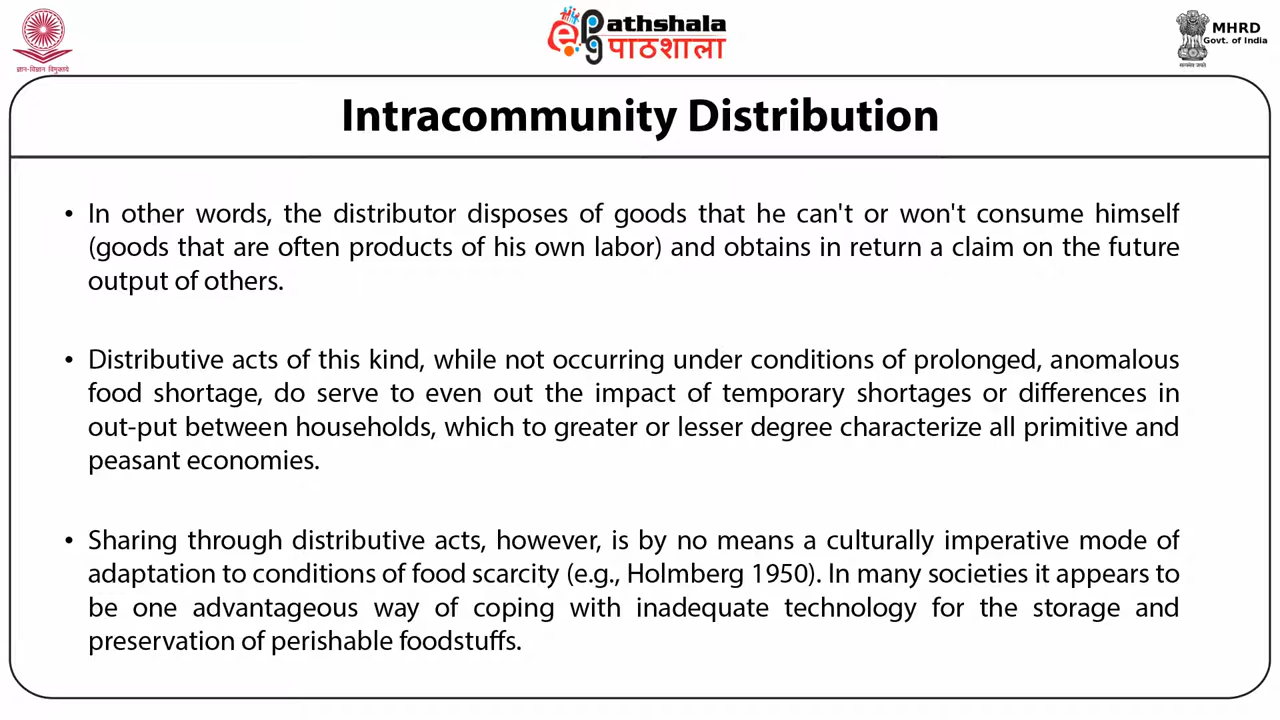 ज्ञान-विज्ञान विमुक्तये
ePathshala
पाठशाला
MHRD
Govt. of India
सत्यमेव जयते
Intracommunity Distribution
• In other words, the distributor disposes of goods that he can't or won't consume himself
(goods that are often products of his own labor) and obtains in return a claim on the future
output of others.
• Distributive acts of this kind, while not occurring under conditions of prolonged, anomalous
food shortage, do serve to even out the impact of temporary shortages or differences in
out-put between households, which to greater or lesser degree characterize all primitive and
peasant economies.
• Sharing through distributive acts, however, is by no means a culturally imperative mode of
adaptation to conditions of food scarcity (e.g., Holmberg 1950). In many societies it appears to
be one advantageous way of coping with inadequate technology for the storage and
preservation of perishable foodstuffs.